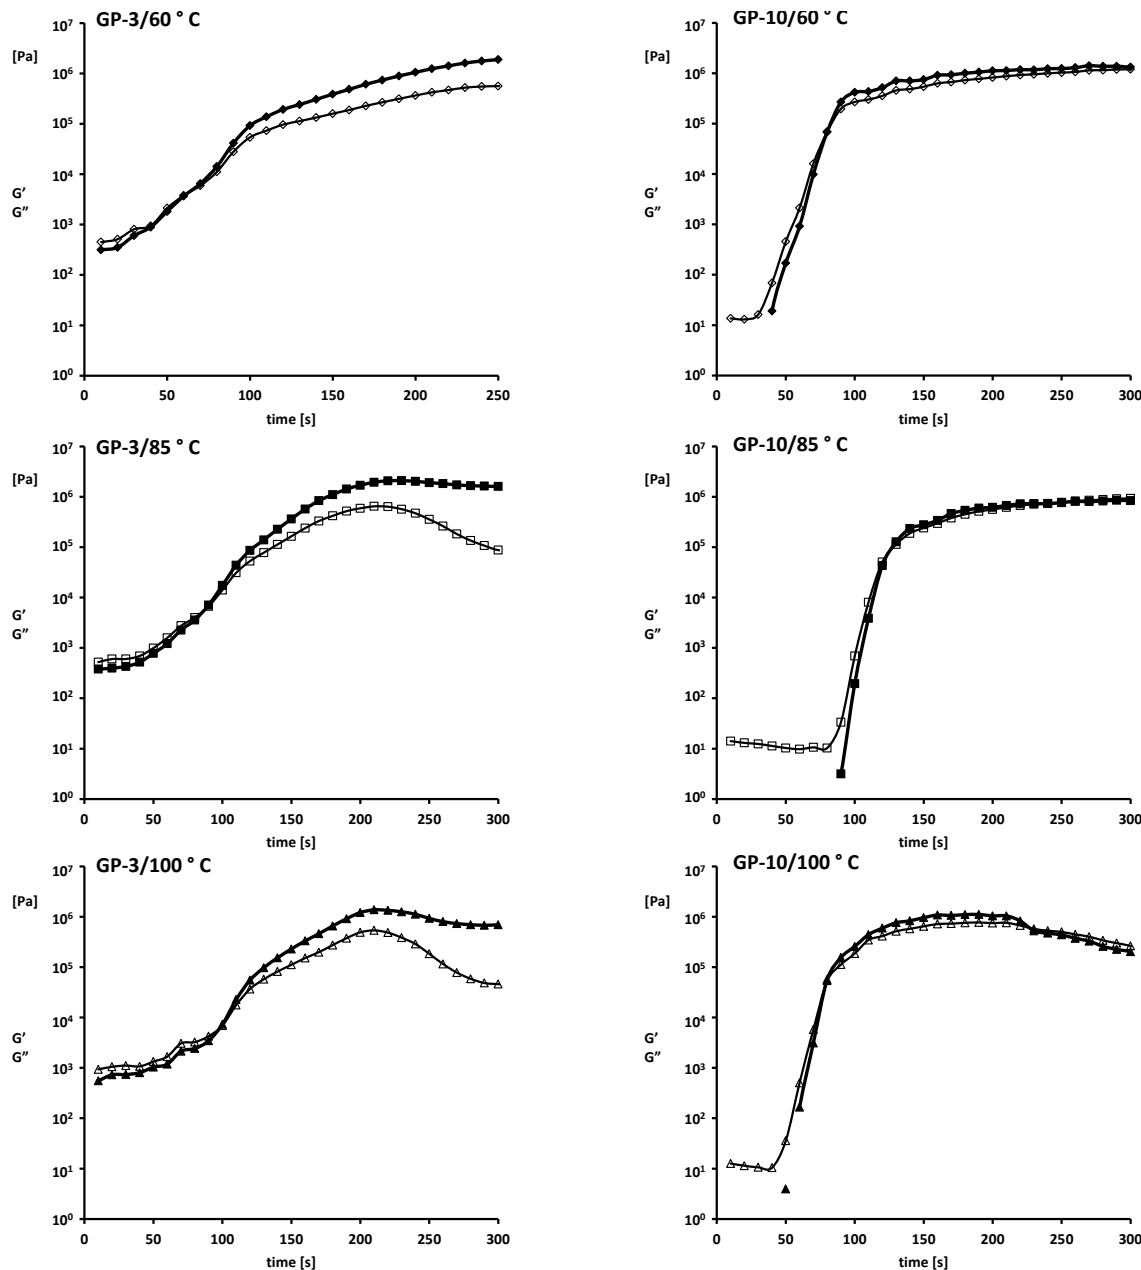 GP-3/60 ° C
10⁷
[Pa]
10⁶
10⁵
10⁴
G'
G"
10³
10²
10¹
10⁰
0 50 100 150 200 250
time [s]
GP-10/60 ° C
10⁷
[Pa]
10⁶
10⁵
10⁴
G'
G"
10³
10²
10¹
10⁰
0 50 100 150 200 250 300
time [s]
GP-3/85 ° C
10⁷
[Pa]
10⁶
10⁵
10⁴
G'
G"
10³
10²
10¹
10⁰
0 50 100 150 200 250 300
time [s]
GP-10/85 ° C
10⁷
[Pa]
10⁶
10⁵
10⁴
G'
G"
10³
10²
10¹
10⁰
0 50 100 150 200 250 300
time [s]
GP-3/100 ° C
10⁷
[Pa]
10⁶
10⁵
10⁴
G'
G"
10³
10²
10¹
10⁰
0 50 100 150 200 250 300
time [s]
GP-10/100 ° C
10⁷
[Pa]
10⁶
10⁵
10⁴
G'
G"
10³
10²
10¹
10⁰
0 50 100 150 200 250 300
time [s]